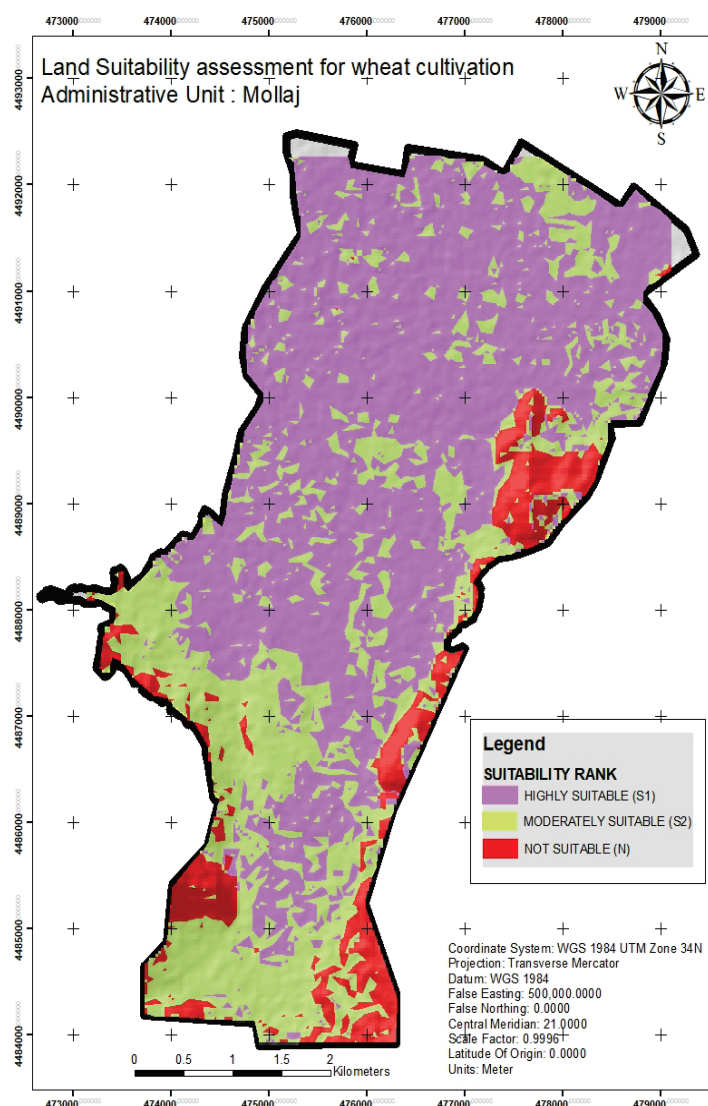 473000 474000 475000 476000 477000 478000 479000
Land Suitability assessment for wheat cultivation
Administrative Unit : Mollaj
N
W E
S
4493000
4492000
4491000
4490000
4489000
4488000
4487000
4486000
4485000
4484000
Legend
SUITABILITY RANK
HIGHLY SUITABLE (S1)
MODERATELY SUITABLE (S2)
NOT SUITABLE (N)
Coordinate System: WGS 1984 UTM Zone 34N
Projection: Transverse Mercator
Datum: WGS 1984
False Easting: 500,000.0000
False Northing: 0.0000
Central Meridian: 21.0000
Scale Factor: 0.9996
Latitude Of Origin: 0.0000
Units: Meter
0 0.5 1 1.5 2
Kilometers
473000 474000 475000 476000 477000 478000 479000